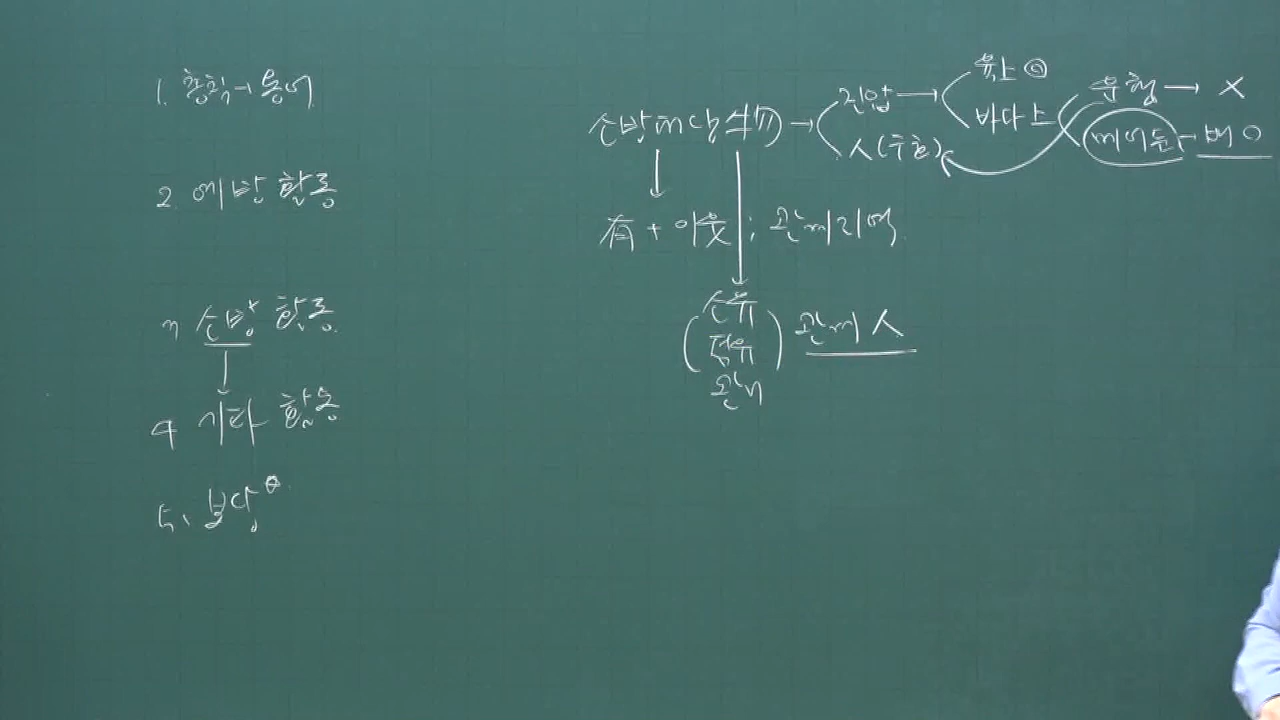 1. 총칙→용어
2. 예방 활동
3 소방 활동
4 기타 활동
5. 보상
소방대상물 →
진압 →
육상 ◎
바다上
운항 → X
매어둔 - 배 O
人(구조)
有 + 이웃 ; 관계지역
소유
점유
관리
관계人